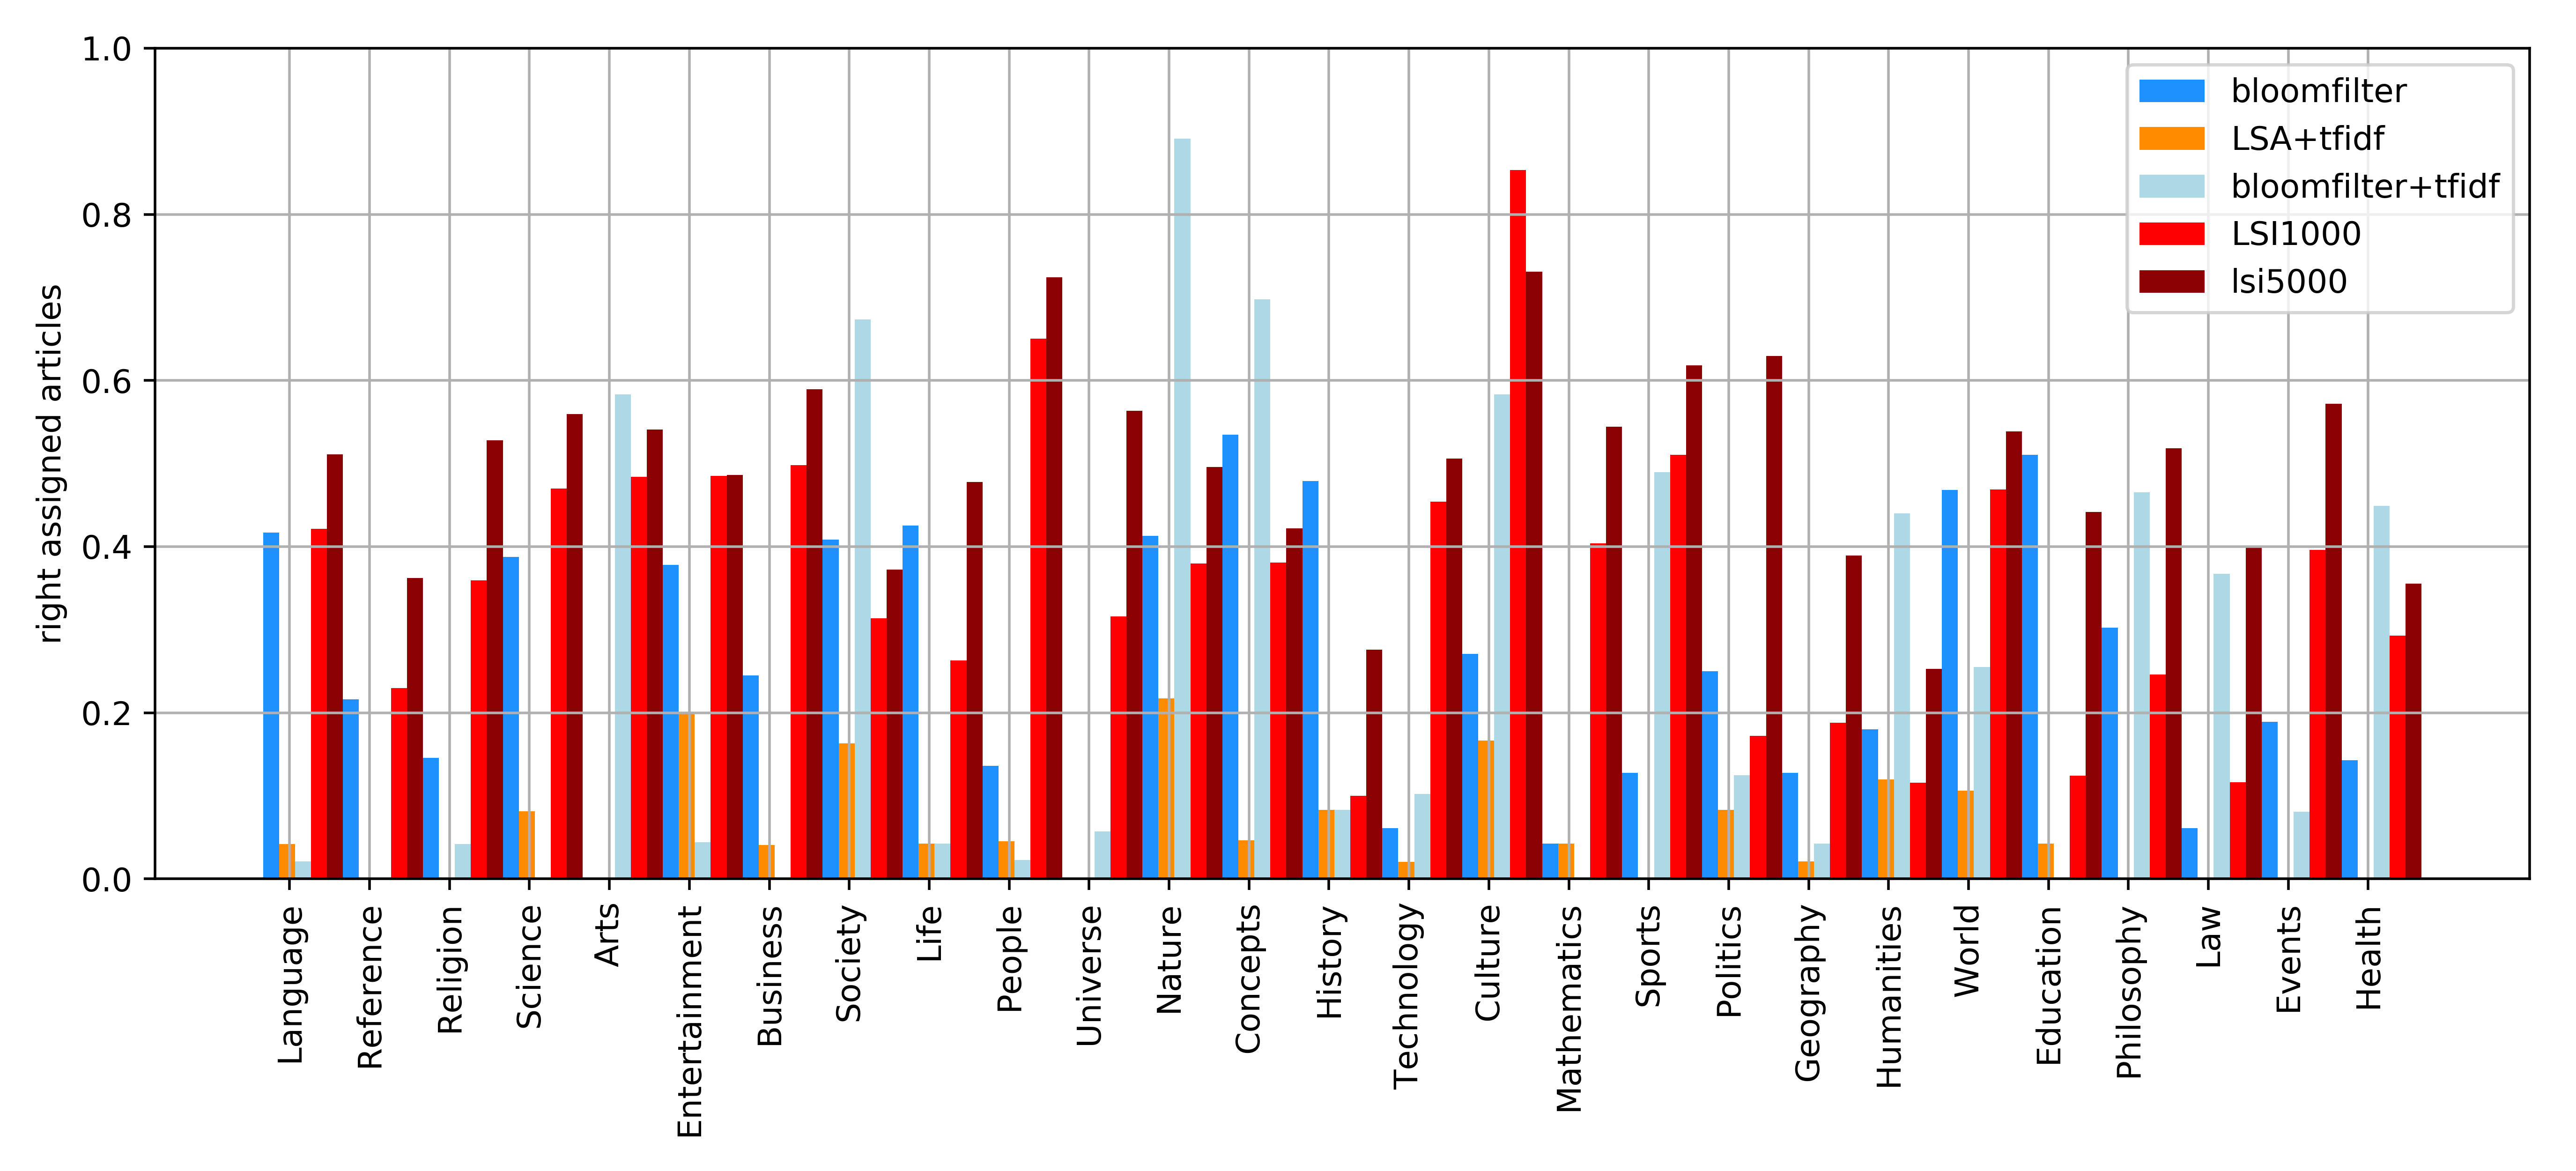 right assigned articles
1.0
0.8
0.6
0.4
0.2
0.0
bloomfilter
LSA+tfidf
bloomfilter+tfidf
LSI1000
lsi5000
Language
Reference
Religion
Science
Arts
Entertainment
Business
Society
Life
People
Universe
Nature
Concepts
History
Technology
Culture
Mathematics
Sports
Politics
Geography
Humanities
World
Education
Philosophy
Law
Events
Health